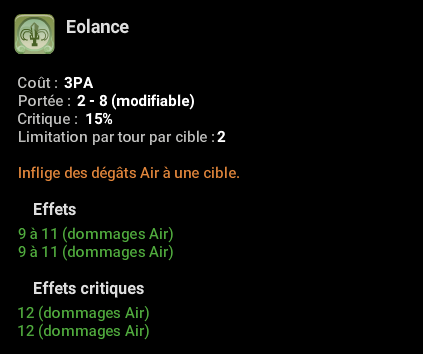 Eolance
Coût : 3PA
Portée : 2 - 8 (modifiable)
Critique : 15%
Limitation par tour par cible : 2
Inflige des dégâts Air à une cible.
Effets
9 à 11 (dommages Air)
9 à 11 (dommages Air)
Effets critiques
12 (dommages Air)
12 (dommages Air)